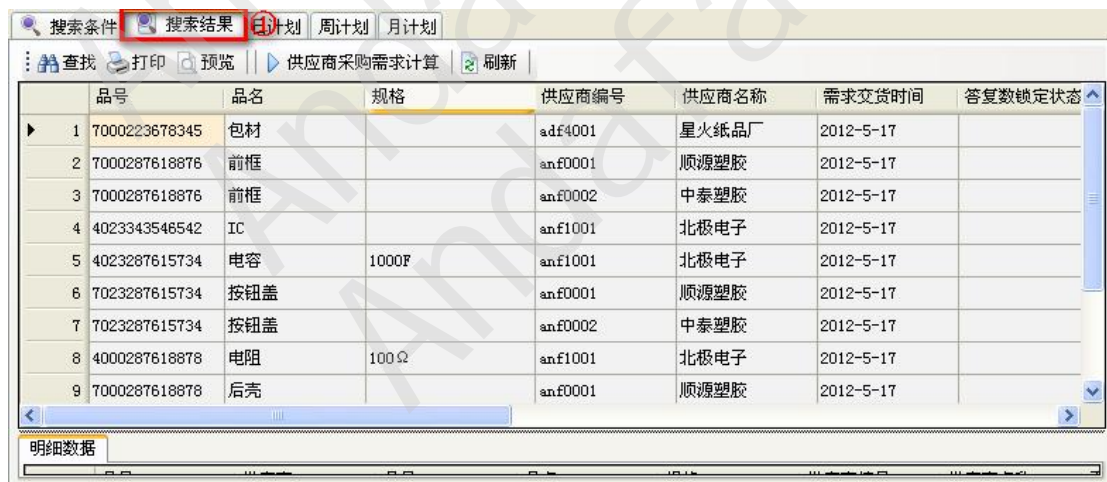 搜索条件 搜索结果 日计划 周计划 月计划
查找 打印 预览 供应商采购需求计算 刷新
品号 品名 规格 供应商编号 供应商名称 需求交货时间 答复数锁定状态
1 7000223678345 包材 adf4001 星火纸品厂 2012-5-17
2 7000287618876 前框 anf0001 顺源塑胶 2012-5-17
3 7000287618876 前框 anf0002 中泰塑胶 2012-5-17
4 4023343546542 IC anf1001 北极电子 2012-5-17
5 4023287615734 电容 1000F anf1001 北极电子 2012-5-17
6 7023287615734 按钮盖 anf0001 顺源塑胶 2012-5-17
7 7023287615734 按钮盖 anf0002 中泰塑胶 2012-5-17
8 4000287618878 电阻 100Ω anf1001 北极电子 2012-5-17
9 7000287618878 后壳 anf0001 顺源塑胶 2012-5-17
明细数据